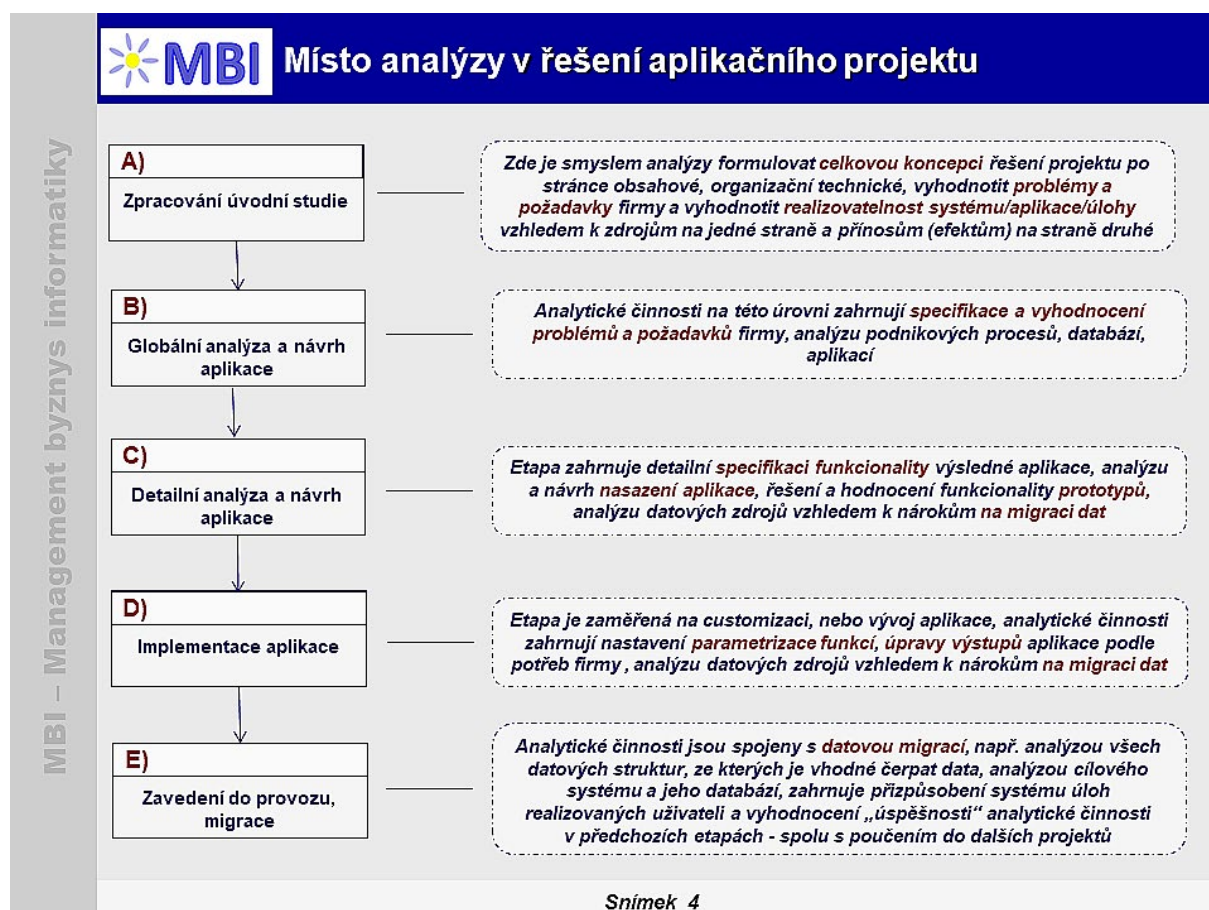 MBI
Místo analýzy v řešení aplikačního projektu
MBI – Management byznys informatiky
A)
Zpracování úvodní studie
Zde je smyslem analýzy formulovat celkovou koncepci řešení projektu po
stránce obsahové, organizační technické, vyhodnotit problémy a
požadavky firmy a vyhodnotit realizovatelnost systému/aplikace/úlohy
vzhledem k zdrojům na jedné straně a přínosům (efektům) na straně druhé
B)
Globální analýza a návrh
aplikace
Analytické činnosti na této úrovni zahrnují specifikace a vyhodnocení
problémů a požadavků firmy, analýzu podnikových procesů, databází,
aplikací
C)
Detailní analýza a návrh
aplikace
Etapa zahrnuje detailní specifikaci funkcionality výsledné aplikace, analýzu
a návrh nasazení aplikace, řešení a hodnocení funkcionality prototypů,
analýzu datových zdrojů vzhledem k nárokům na migraci dat
D)
Implementace aplikace
Etapa je zaměřená na customizaci, nebo vývoj aplikace, analytické činnosti
zahrnují nastavení parametrizace funkcí, úpravy výstupů aplikace podle
potřeb firmy , analýzu datových zdrojů vzhledem k nárokům na migraci dat
E)
Zavedení do provozu,
migrace
Analytické činnosti jsou spojeny s datovou migrací, např. analýzou všech
datových struktur, ze kterých je vhodné čerpat data, analýzou cílového
systému a jeho databází, zahrnuje přizpůsobení systému úloh
realizovaných uživateli a vyhodnocení „úspěšnosti“ analytické činnosti
v předchozích etapách - spolu s poučením do dalších projektů
Snímek 4